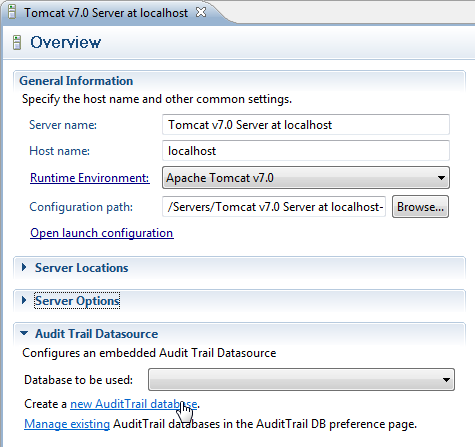 Tomcat v7.0 Server at localhost
Overview
General Information
Specify the host name and other common settings.
Server name: Tomcat v7.0 Server at localhost
Host name: localhost
Runtime Environment: Apache Tomcat v7.0
Configuration path: /Servers/Tomcat v7.0 Server at localhost- Browse...
Open launch configuration
Server Locations
Server Options
Audit Trail Datasource
Configures an embedded Audit Trail Datasource
Database to be used:
Create a new AuditTrail database.
Manage existing AuditTrail databases in the AuditTrail DB preference page.